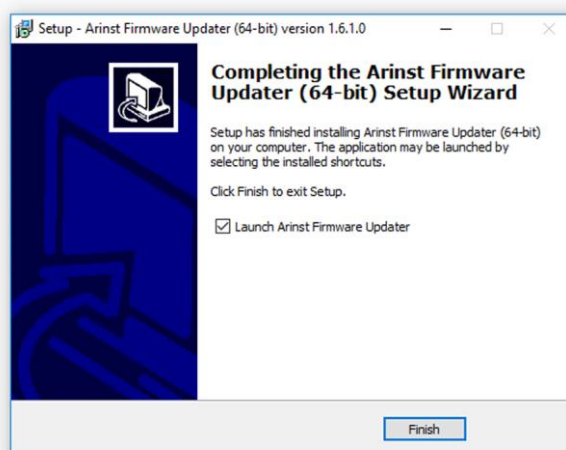 Setup - Arinst Firmware Updater (64-bit) version 1.6.1.0
Completing the Arinst Firmware
Updater (64-bit) Setup Wizard
Setup has finished installing Arinst Firmware Updater (64-bit)
on your computer. The application may be launched by
selecting the installed shortcuts.
Click Finish to exit Setup.
Launch Arinst Firmware Updater
Finish